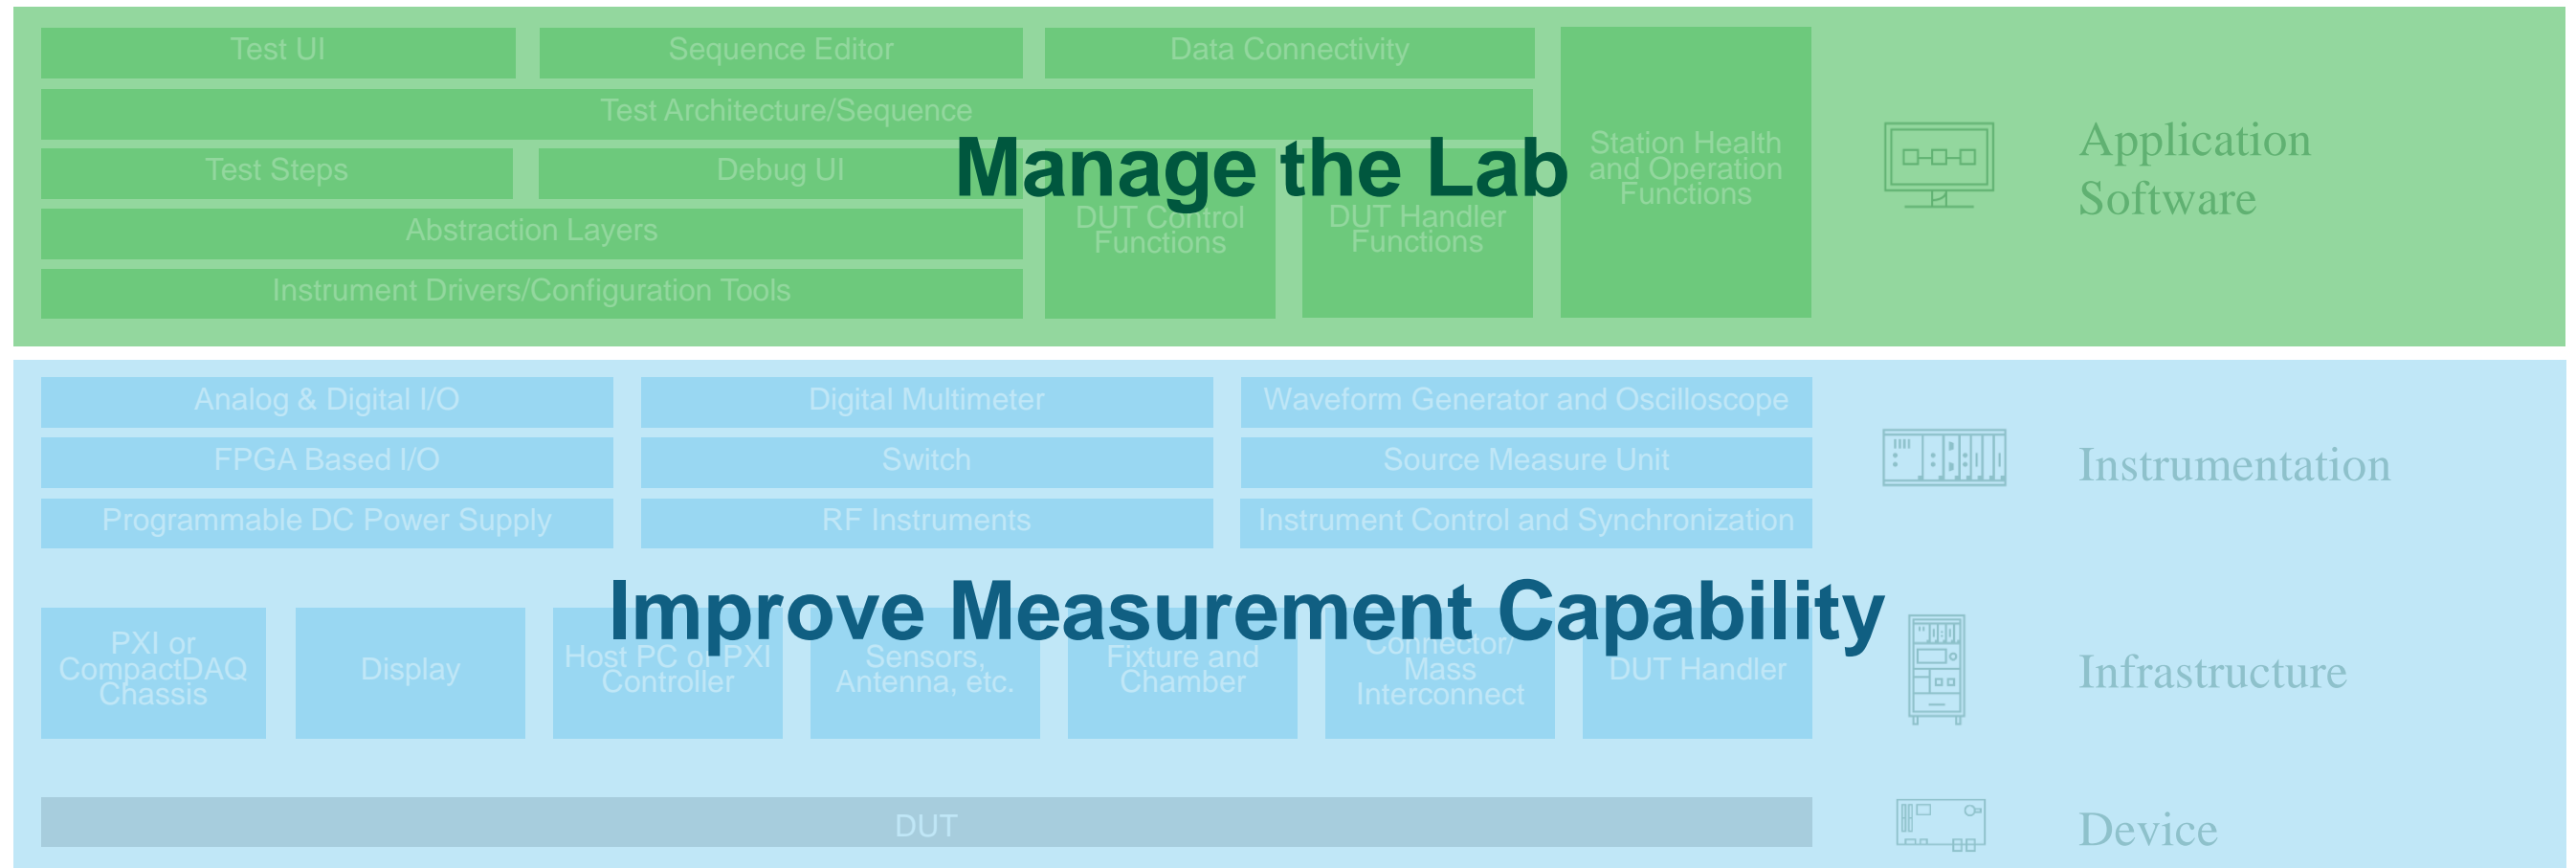 Test UI
Sequence Editor
Data Connectivity
Test Architecture/Sequence
Test Steps
Debug UI
Manage the Lab
Station Health
and Operation
Functions
Application
Software
Abstraction Layers
DUT Control
Functions
DUT Handler
Functions
Instrument Drivers/Configuration Tools
Analog & Digital I/O
Digital Multimeter
Waveform Generator and Oscilloscope
FPGA Based I/O
Switch
Source Measure Unit
Instrumentation
Programmable DC Power Supply
RF Instruments
Instrument Control and Synchronization
Improve Measurement Capability
PXI or
CompactDAQ
Chassis
Display
Host PC or PXI
Controller
Sensors,
Antenna, etc.
Fixture and
Chamber
Connector/
Mass
Interconnect
DUT Handler
Infrastructure
DUT
Device